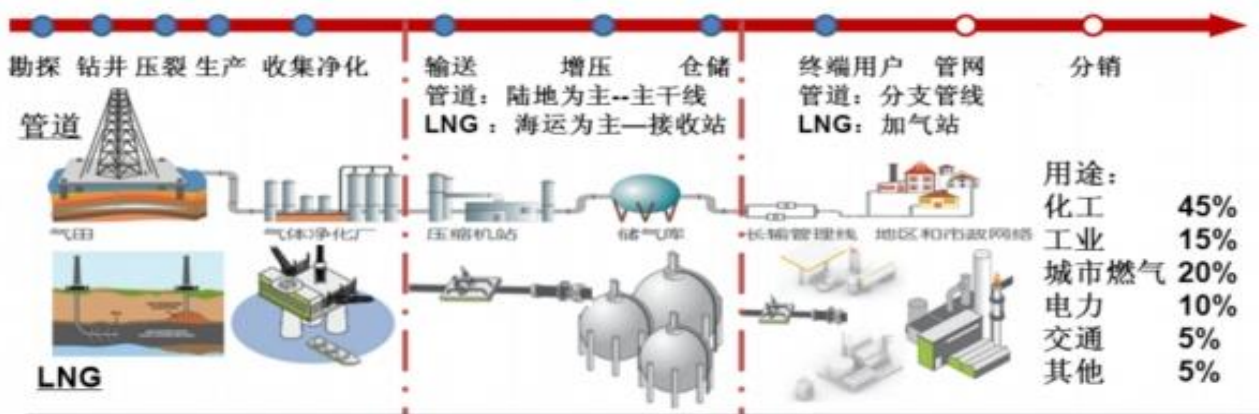 勘探 钻井 压裂 生产 收集净化 输送 增压 仓储 终端用户 管网 分销
管道：陆地为主--主干线
LNG ：海运为主—接收站
管道：分支管线
LNG：加气站
管道
气田 气体净化厂 压缩机站 储气库 长输管理线 地区和市政网络
LNG
用途：
化工 45%
工业 15%
城市燃气 20%
电力 10%
交通 5%
其他 5%